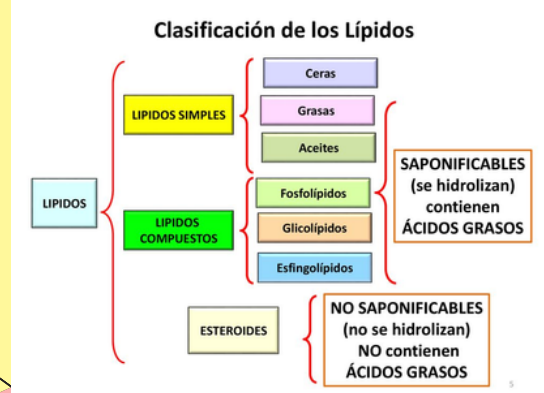 Clasificación de los Lípidos
LIPIDOS
LIPIDOS SIMPLES
Ceras
Grasas
Aceites
LIPIDOS
COMPUESTOS
Fosfolípidos
Glicolípidos
Esfingolípidos
SAPONIFICABLES
(se hidrolizan)
contienen
ÁCIDOS GRASOS
ESTEROIDES
NO SAPONIFICABLES
(no se hidrolizan)
NO contienen
ÁCIDOS GRASOS
5